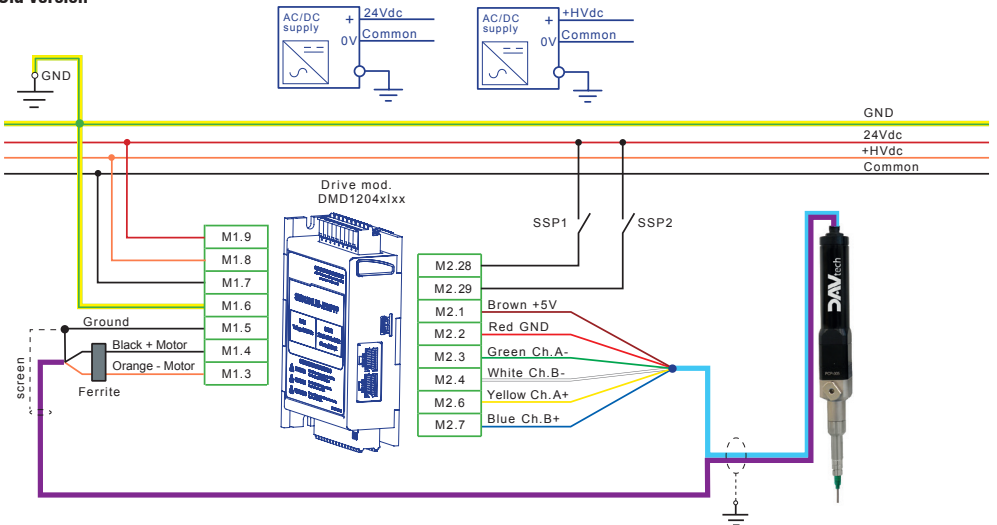 Old version
AC/DC
supply
+
24Vdc
0V
Common
AC/DC
supply
+
+HVdc
0V
Common
GND
GND
24Vdc
+HVdc
Common
Drive mod.
DMD1204xIxx
SSP1
SSP2
M1.9
M1.8
M1.7
M1.6
M1.5
M1.4
M1.3
Ground
Black + Motor
Orange - Motor
Ferrite
screen
M2.28
M2.29
M2.1
M2.2
M2.3
M2.4
M2.6
M2.7
Brown +5V
Red GND
Green Ch.A-
White Ch.B-
Yellow Ch.A+
Blue Ch.B+
DAVtech